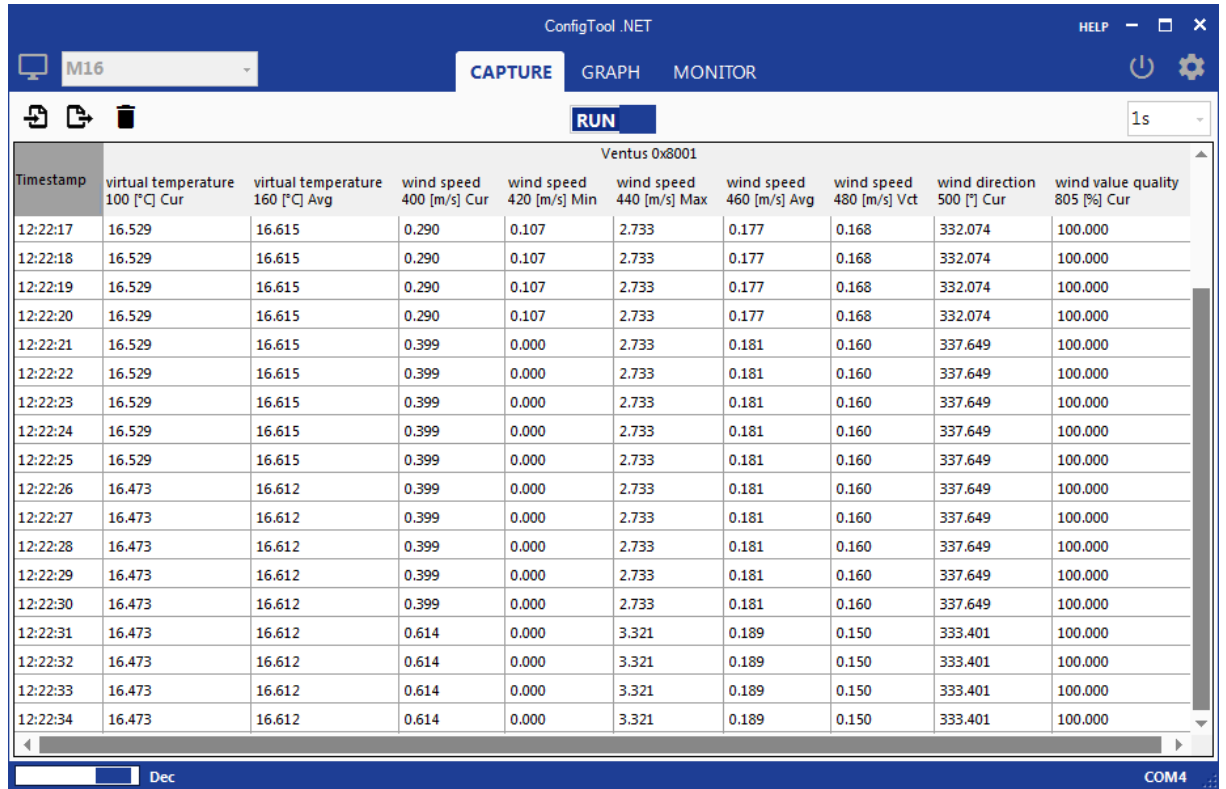 ConfigTool .NET
HELP
M16
CAPTURE GRAPH MONITOR
RUN
1s
Ventus 0x8001
Timestamp virtual temperature virtual temperature wind speed wind speed wind speed wind speed wind speed wind direction wind value quality
100 [°C] Cur 160 [°C] Avg 400 [m/s] Cur 420 [m/s] Min 440 [m/s] Max 460 [m/s] Avg 480 [m/s] Vct 500 [°] Cur 805 [%] Cur
12:22:17 16.529 16.615 0.290 0.107 2.733 0.177 0.168 332.074 100.000
12:22:18 16.529 16.615 0.290 0.107 2.733 0.177 0.168 332.074 100.000
12:22:19 16.529 16.615 0.290 0.107 2.733 0.177 0.168 332.074 100.000
12:22:20 16.529 16.615 0.290 0.107 2.733 0.177 0.168 332.074 100.000
12:22:21 16.529 16.615 0.399 0.000 2.733 0.181 0.160 337.649 100.000
12:22:22 16.529 16.615 0.399 0.000 2.733 0.181 0.160 337.649 100.000
12:22:23 16.529 16.615 0.399 0.000 2.733 0.181 0.160 337.649 100.000
12:22:24 16.529 16.615 0.399 0.000 2.733 0.181 0.160 337.649 100.000
12:22:25 16.529 16.615 0.399 0.000 2.733 0.181 0.160 337.649 100.000
12:22:26 16.473 16.612 0.399 0.000 2.733 0.181 0.160 337.649 100.000
12:22:27 16.473 16.612 0.399 0.000 2.733 0.181 0.160 337.649 100.000
12:22:28 16.473 16.612 0.399 0.000 2.733 0.181 0.160 337.649 100.000
12:22:29 16.473 16.612 0.399 0.000 2.733 0.181 0.160 337.649 100.000
12:22:30 16.473 16.612 0.399 0.000 2.733 0.181 0.160 337.649 100.000
12:22:31 16.473 16.612 0.614 0.000 3.321 0.189 0.150 333.401 100.000
12:22:32 16.473 16.612 0.614 0.000 3.321 0.189 0.150 333.401 100.000
12:22:33 16.473 16.612 0.614 0.000 3.321 0.189 0.150 333.401 100.000
12:22:34 16.473 16.612 0.614 0.000 3.321 0.189 0.150 333.401 100.000
Dec COM4